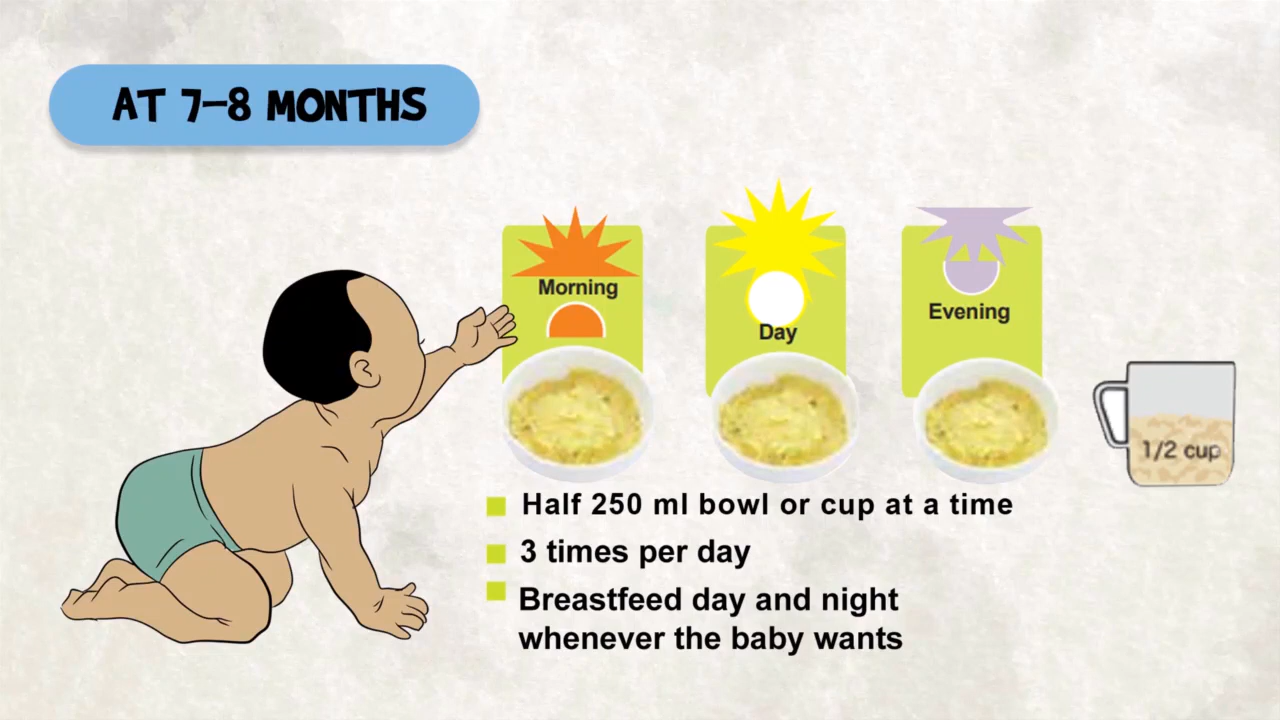 AT 7–8 MONTHS
Morning
Day
Evening
1/2 cup
Half 250 ml bowl or cup at a time
3 times per day
Breastfeed day and night
whenever the baby wants